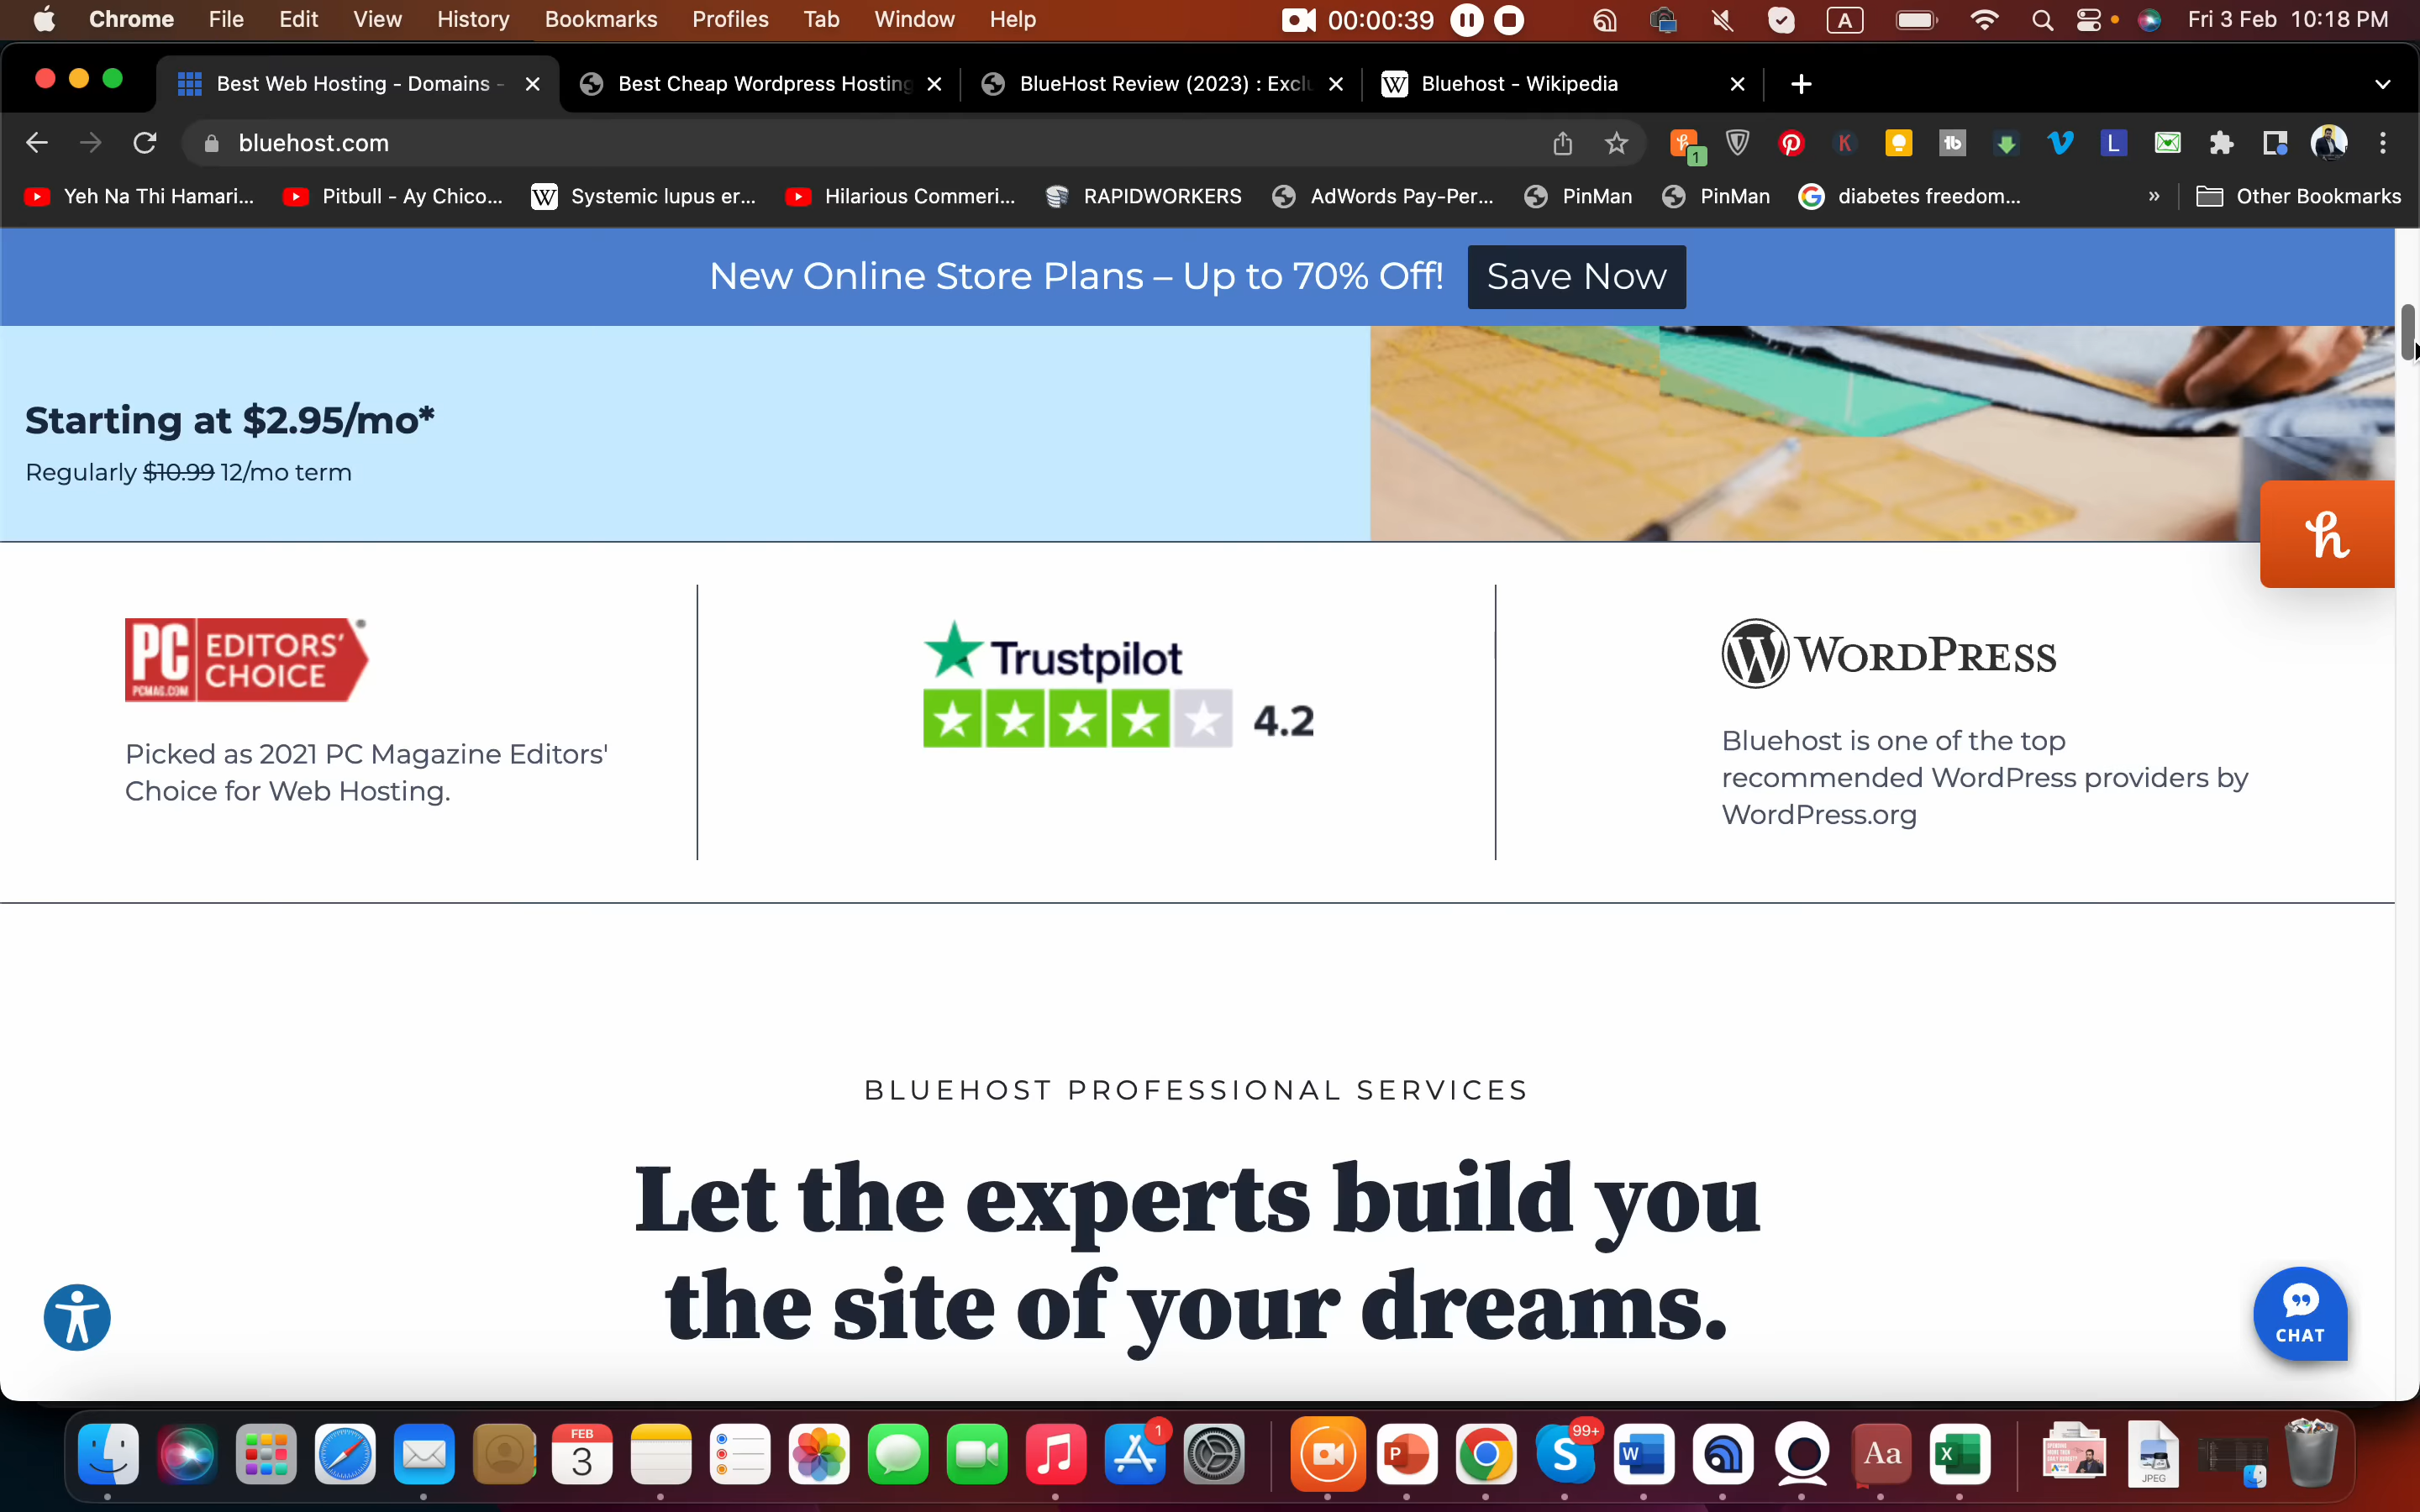 Chrome File Edit View History Bookmarks Profiles Tab Window Help 00:00:39 A Fri 3 Feb 10:18 PM
Best Web Hosting - Domains - Best Cheap Wordpress Hosting BlueHost Review (2023) : Excl W Bluehost - Wikipedia
bluehost.com 1 K tb L
Yeh Na Thi Hamari... Pitbull - Ay Chico... W Systemic lupus er... Hilarious Commeri... RAPIDWORKERS AdWords Pay-Per... PinMan PinMan G diabetes freedom... » Other Bookmarks
New Online Store Plans – Up to 70% Off! Save Now
Starting at $2.95/mo*
Regularly $10.99 12/mo term
h
PC EDITORS'
PCMAG.COM CHOICE
Picked as 2021 PC Magazine Editors'
Choice for Web Hosting.
Trustpilot
4.2
W WORDPRESS
Bluehost is one of the top
recommended WordPress providers by
WordPress.org
BLUEHOST PROFESSIONAL SERVICES
Let the experts build you
the site of your dreams.
CHAT
FEB
3
1
P
S
99+
W
Aa
X
JPEG